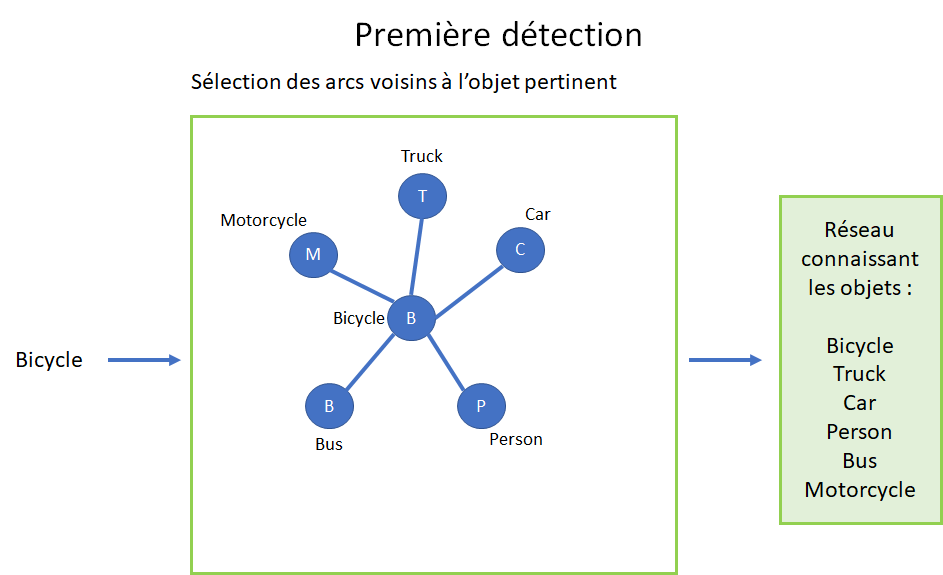 Première détection
Sélection des arcs voisins à l’objet pertinent
Truck
T
Car
Motorcycle
C
M
Bicycle
B
Bicycle
B
P
Bus
Person
Réseau
connaissant
les objets :
Bicycle
Truck
Car
Person
Bus
Motorcycle